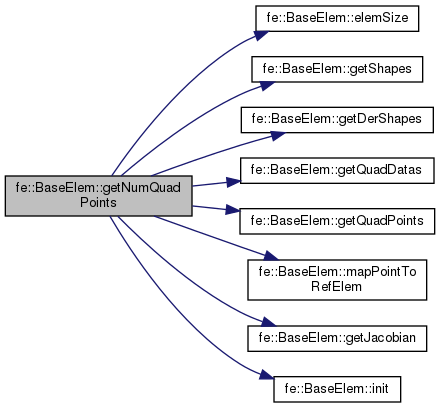 fe::BaseElem::elemSize
fe::BaseElem::getShapes
fe::BaseElem::getDerShapes
fe::BaseElem::getNumQuad
Points
fe::BaseElem::getQuadDatas
fe::BaseElem::getQuadPoints
fe::BaseElem::mapPointTo
RefElem
fe::BaseElem::getJacobian
fe::BaseElem::init